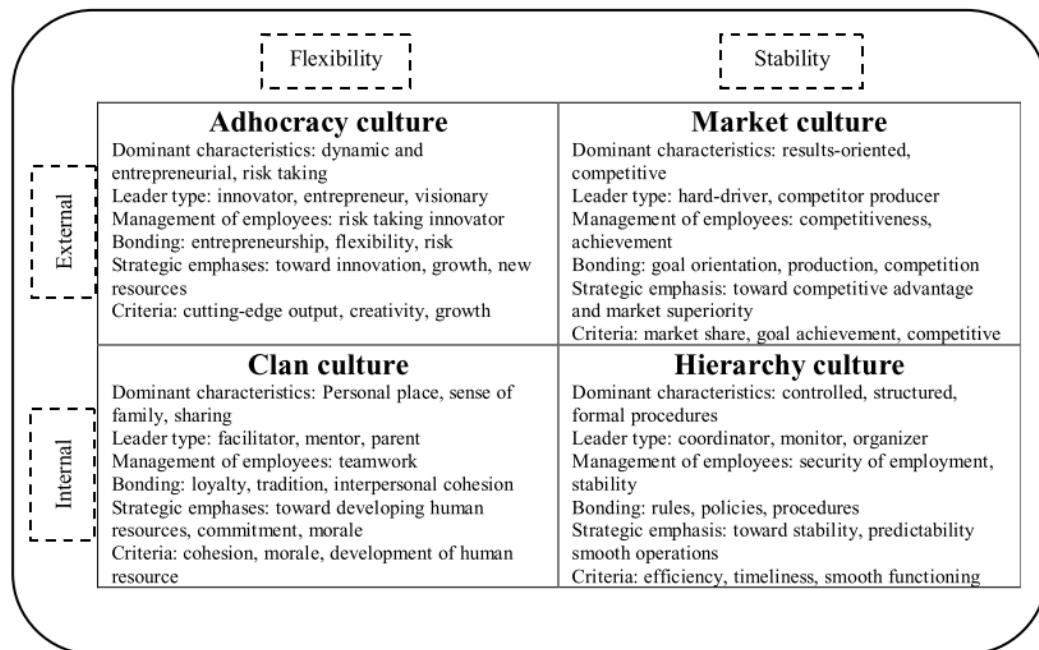 Flexibility
Stability
External
Adhocracy culture
Dominant characteristics: dynamic and
entrepreneurial, risk taking
Leader type: innovator, entrepreneur, visionary
Management of employees: risk taking innovator
Bonding: entrepreneurship, flexibility, risk
Strategic emphases: toward innovation, growth, new
resources
Criteria: cutting-edge output, creativity, growth
Market culture
Dominant characteristics: results-oriented,
competitive
Leader type: hard-driver, competitor producer
Management of employees: competitiveness,
achievement
Bonding: goal orientation, production, competition
Strategic emphasis: toward competitive advantage
and market superiority
Criteria: market share, goal achievement, competitive
Internal
Clan culture
Dominant characteristics: Personal place, sense of
family, sharing
Leader type: facilitator, mentor, parent
Management of employees: teamwork
Bonding: loyalty, tradition, interpersonal cohesion
Strategic emphases: toward developing human
resources, commitment, morale
Criteria: cohesion, morale, development of human
resource
Hierarchy culture
Dominant characteristics: controlled, structured,
formal procedures
Leader type: coordinator, monitor, organizer
Management of employees: security of employment,
stability
Bonding: rules, policies, procedures
Strategic emphasis: toward stability, predictability
smooth operations
Criteria: efficiency, timeliness, smooth functioning